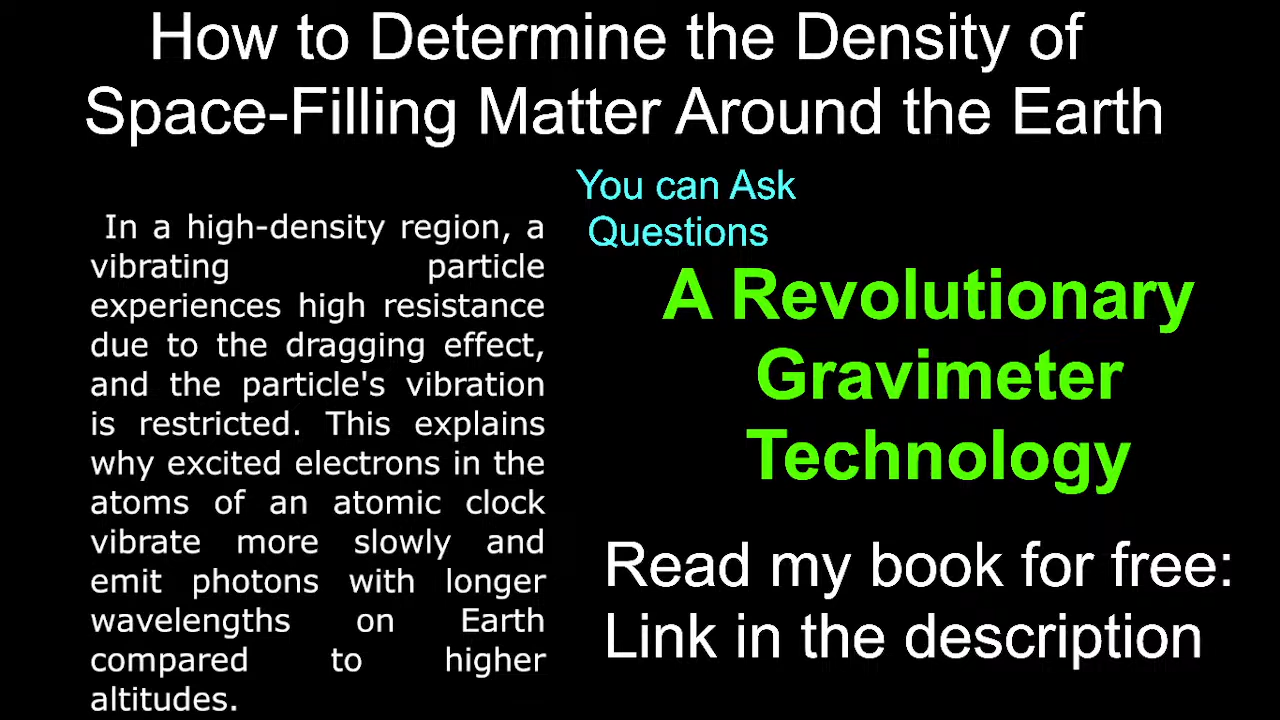 How to Determine the Density of
Space-Filling Matter Around the Earth
In a high-density region, a
vibrating particle
experiences high resistance
due to the dragging effect,
and the particle's vibration
is restricted. This explains
why excited electrons in the
atoms of an atomic clock
vibrate more slowly and
emit photons with longer
wavelengths on Earth
compared to higher
altitudes.
You can Ask
Questions
A Revolutionary
Gravimeter
Technology
Read my book for free:
Link in the description